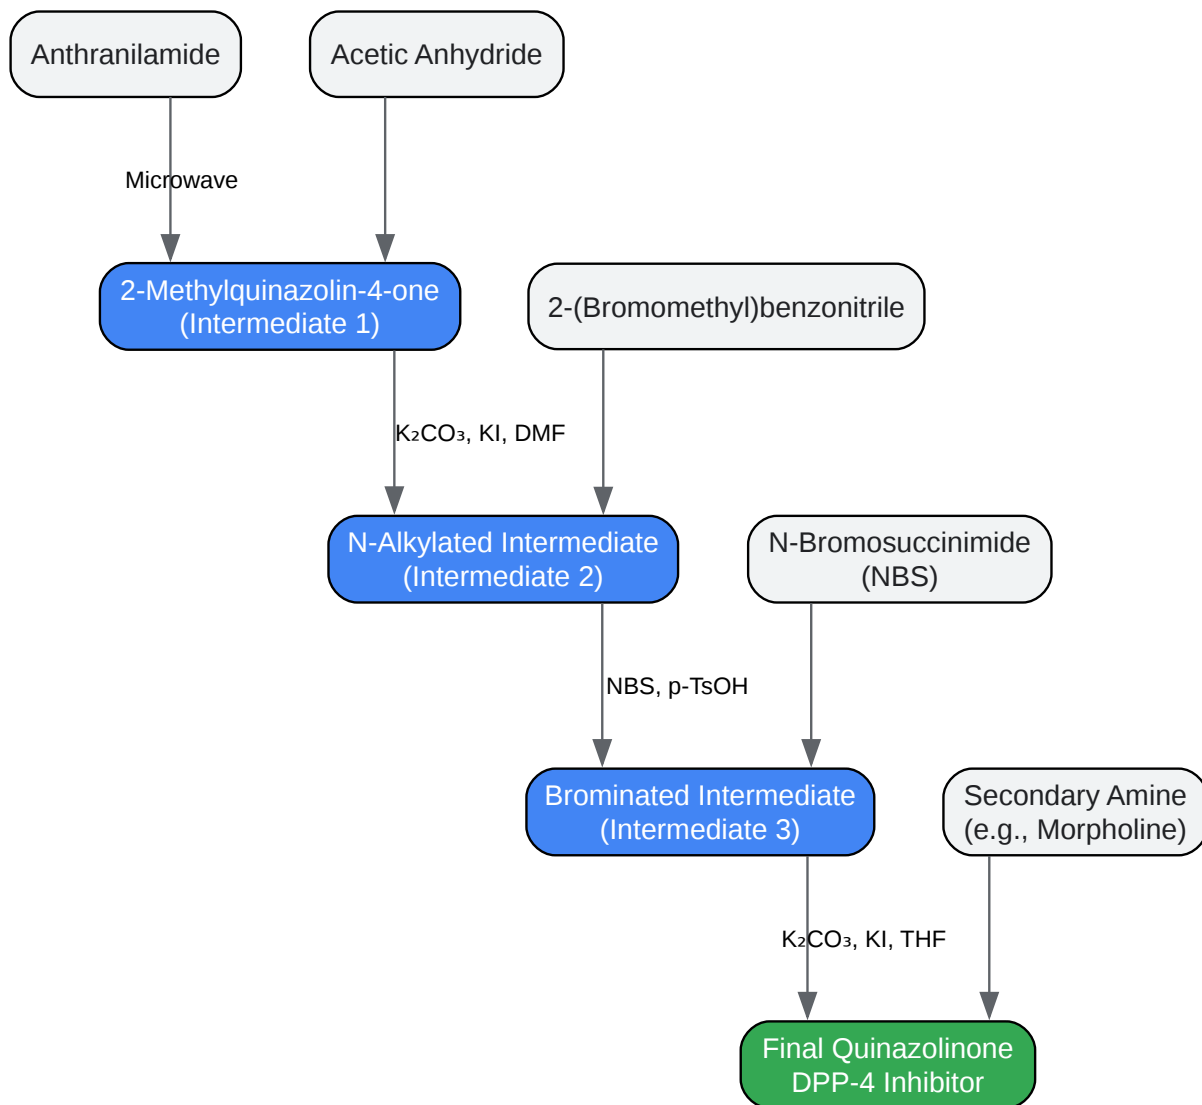 Anthranilamide
Acetic Anhydride
Microwave
2-Methylquinazolin-4-one
(Intermediate 1)
2-(Bromomethyl)benzonitrile
K₂CO₃, KI, DMF
N-Alkylated Intermediate
(Intermediate 2)
N-Bromosuccinimide
(NBS)
NBS, p-TsOH
Brominated Intermediate
(Intermediate 3)
Secondary Amine
(e.g., Morpholine)
K₂CO₃, KI, THF
Final Quinazolinone
DPP-4 Inhibitor